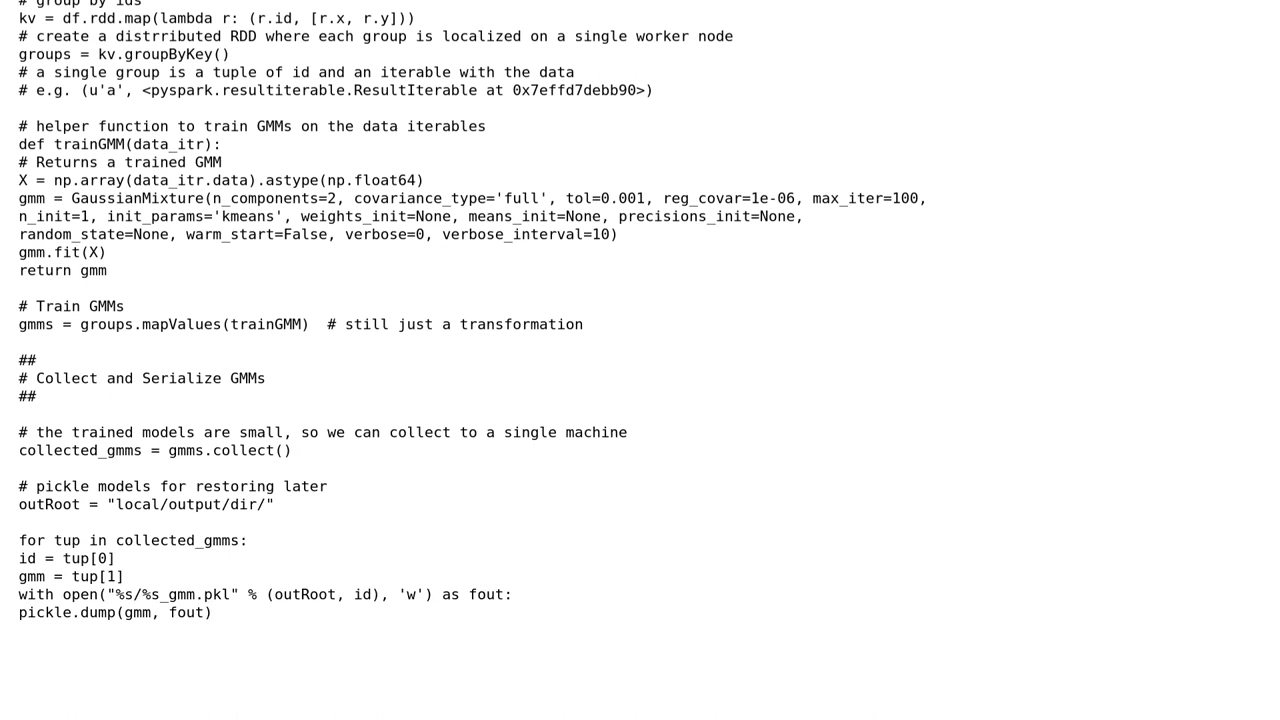 # group by ids
kv = df.rdd.map(lambda r: (r.id, [r.x, r.y]))
# create a distrributed RDD where each group is localized on a single worker node
groups = kv.groupByKey()
# a single group is a tuple of id and an iterable with the data
# e.g. (u'a', <pyspark.resultiterable.ResultIterable at 0x7effd7debb90>)
# helper function to train GMMs on the data iterables
def trainGMM(data_itr):
# Returns a trained GMM
X = np.array(data_itr.data).astype(np.float64)
gmm = GaussianMixture(n_components=2, covariance_type='full', tol=0.001, reg_covar=1e-06, max_iter=100,
n_init=1, init_params='kmeans', weights_init=None, means_init=None, precisions_init=None,
random_state=None, warm_start=False, verbose=0, verbose_interval=10)
gmm.fit(X)
return gmm
# Train GMMs
gmms = groups.mapValues(trainGMM)  # still just a transformation
##
# Collect and Serialize GMMs
##
# the trained models are small, so we can collect to a single machine
collected_gmms = gmms.collect()
# pickle models for restoring later
outRoot = "local/output/dir/"
for tup in collected_gmms:
id = tup[0]
gmm = tup[1]
with open("%s/%s_gmm.pkl" % (outRoot, id), 'w') as fout:
pickle.dump(gmm, fout)